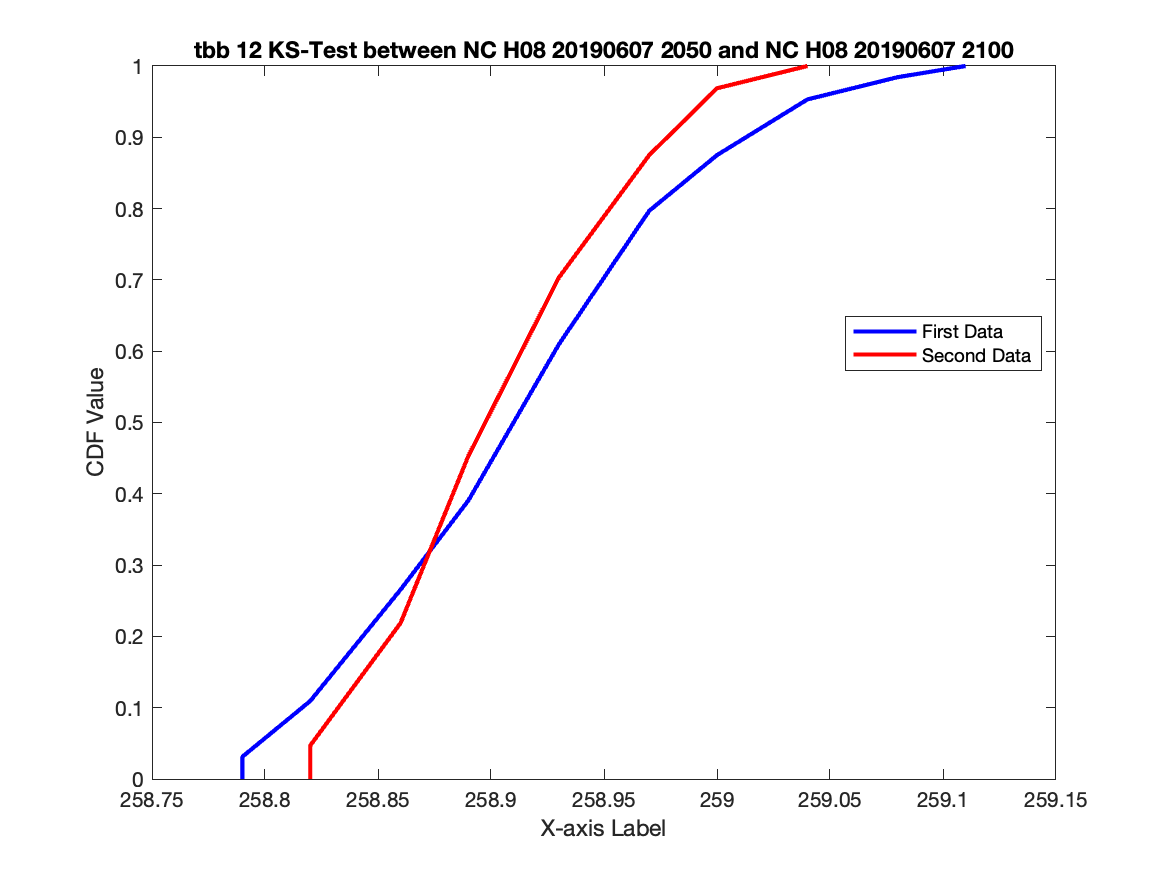 tbb 12 KS-Test between NC H08 20190607 2050 and NC H08 20190607 2100
1
0.9
0.8
0.7
0.6
0.5
0.4
0.3
0.2
0.1
0
CDF Value
First Data
Second Data
258.75 258.8 258.85 258.9 258.95 259 259.05 259.1 259.15
X-axis Label